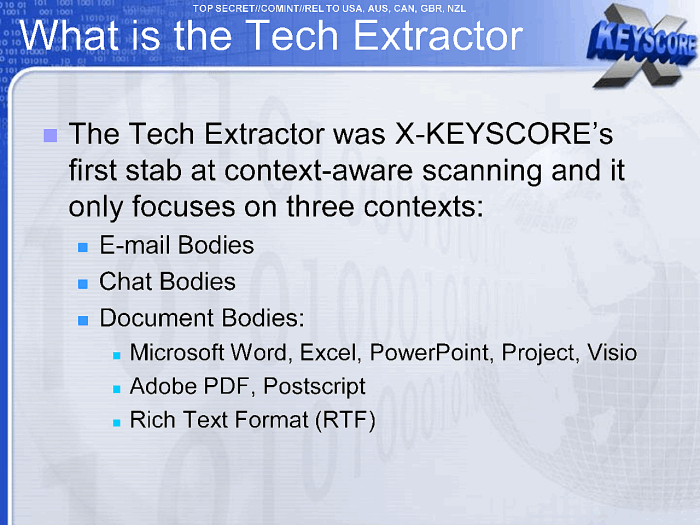 TOP SECRET//COMINT//REL TO USA, AUS, CAN, GBR, NZL
What is the Tech Extractor
X
KEYSCORE
The Tech Extractor was X-KEYSCORE’s
first stab at context-aware scanning and it
only focuses on three contexts:
E-mail Bodies
Chat Bodies
Document Bodies:
Microsoft Word, Excel, PowerPoint, Project, Visio
Adobe PDF, Postscript
Rich Text Format (RTF)